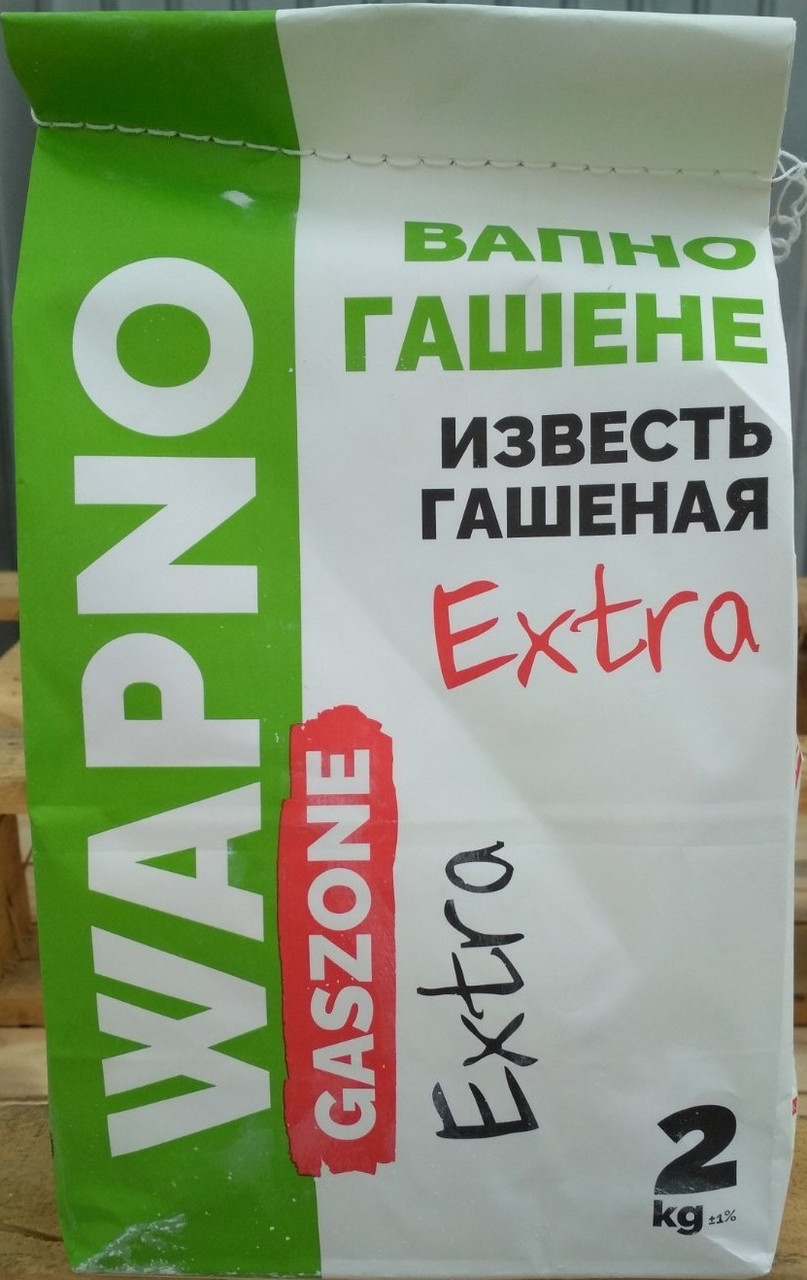 WAPNO
GASZONE
Extra
ВАПНО
ГАШЕНЕ
ИЗВЕСТЬ
ГАШЕНАЯ
Extra
2
kg ±1%